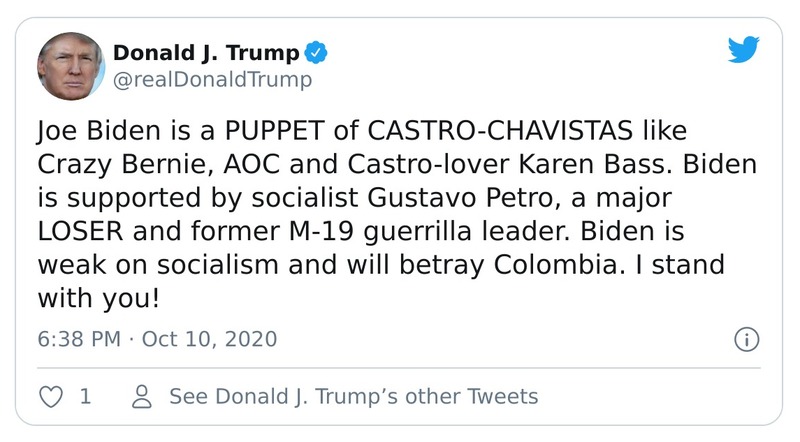 Donald J. Trump
@realDonaldTrump
Joe Biden is a PUPPET of CASTRO-CHAVISTAS like
Crazy Bernie, AOC and Castro-lover Karen Bass. Biden
is supported by socialist Gustavo Petro, a major
LOSER and former M-19 guerrilla leader. Biden is
weak on socialism and will betray Colombia. I stand
with you!
6:38 PM · Oct 10, 2020
1 See Donald J. Trump’s other Tweets